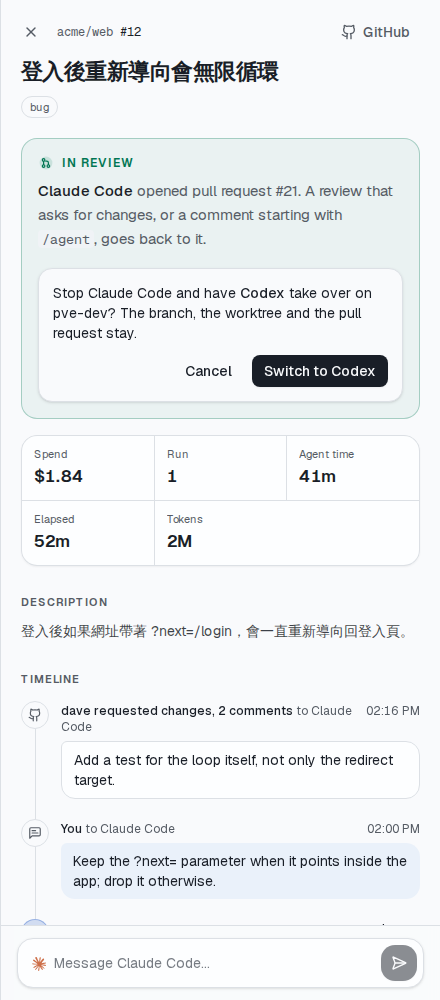 acme/web #12
GitHub
登入後重新導向會無限循環
bug
IN REVIEW
Claude Code opened pull request #21. A review that
asks for changes, or a comment starting with
/agent , goes back to it.
Stop Claude Code and have Codex take over on
pve-dev? The branch, the worktree and the pull
request stay.
Cancel
Switch to Codex
Spend
$1.84
Run
1
Agent time
41m
Elapsed
52m
Tokens
2M
DESCRIPTION
登入後如果網址帶著 ?next=/login，會一直重新導向回登入頁。
TIMELINE
dave requested changes, 2 comments to Claude
Code
02:16 PM
Add a test for the loop itself, not only the redirect
target.
You to Claude Code
02:00 PM
Keep the ?next= parameter when it points inside the
app; drop it otherwise.
Message Claude Code...